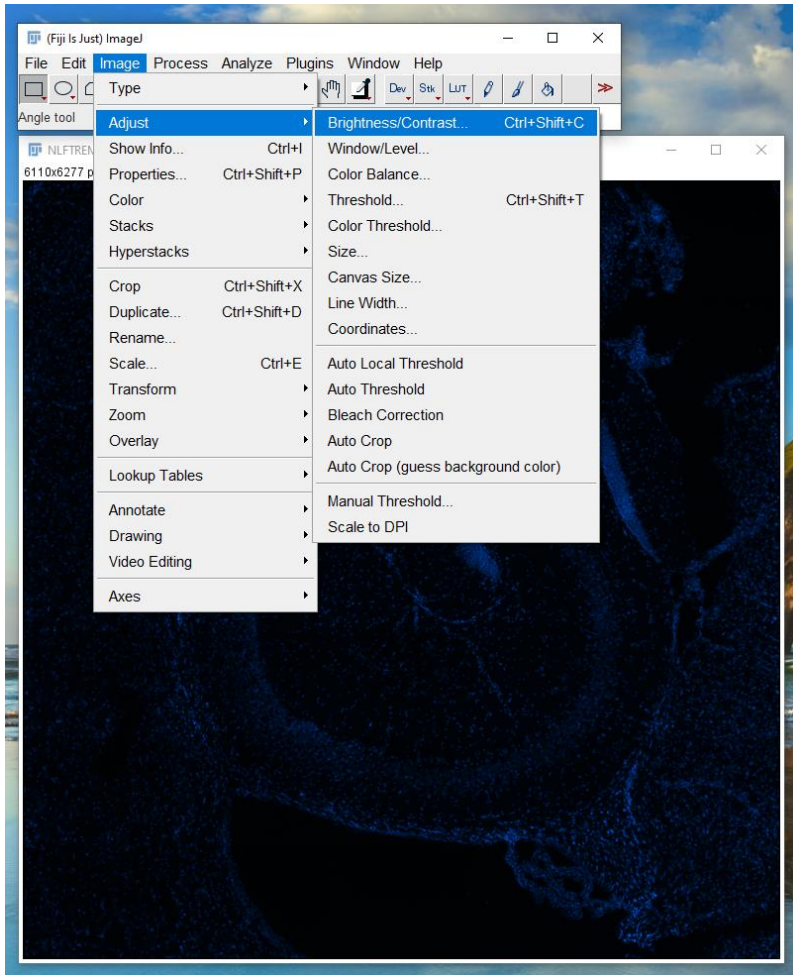 (Fiji Is Just) ImageJ
File Edit Image Process Analyze Plugins Window Help
Dev Stk LUT
Angle tool
6110x6277 p
Type
Adjust
Show Info... Ctrl+I
Properties... Ctrl+Shift+P
Color
Stacks
Hyperstacks
Crop Ctrl+Shift+X
Duplicate... Ctrl+Shift+D
Rename...
Scale... Ctrl+E
Transform
Zoom
Overlay
Lookup Tables
Annotate
Drawing
Video Editing
Axes
Brightness/Contrast... Ctrl+Shift+C
Window/Level...
Color Balance...
Threshold... Ctrl+Shift+T
Color Threshold...
Size...
Canvas Size...
Line Width...
Coordinates...
Auto Local Threshold
Auto Threshold
Bleach Correction
Auto Crop
Auto Crop (guess background color)
Manual Threshold...
Scale to DPI